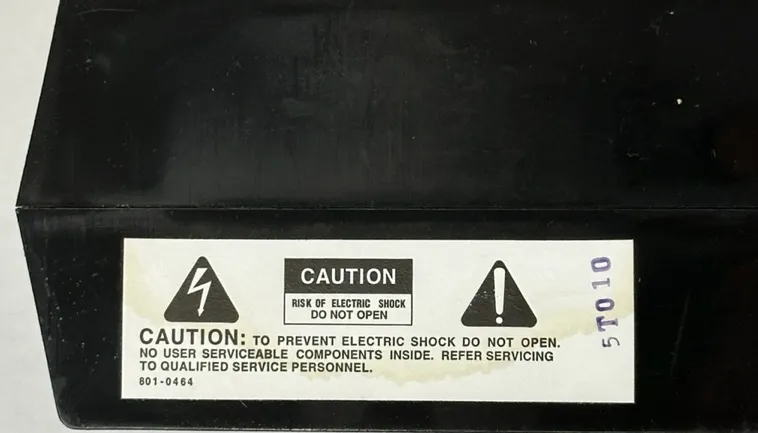 CAUTION
RISK OF ELECTRIC SHOCK
DO NOT OPEN
CAUTION: TO PREVENT ELECTRIC SHOCK DO NOT OPEN.
NO USER SERVICEABLE COMPONENTS INSIDE. REFER SERVICING
TO QUALIFIED SERVICE PERSONNEL.
801-0464
5T010